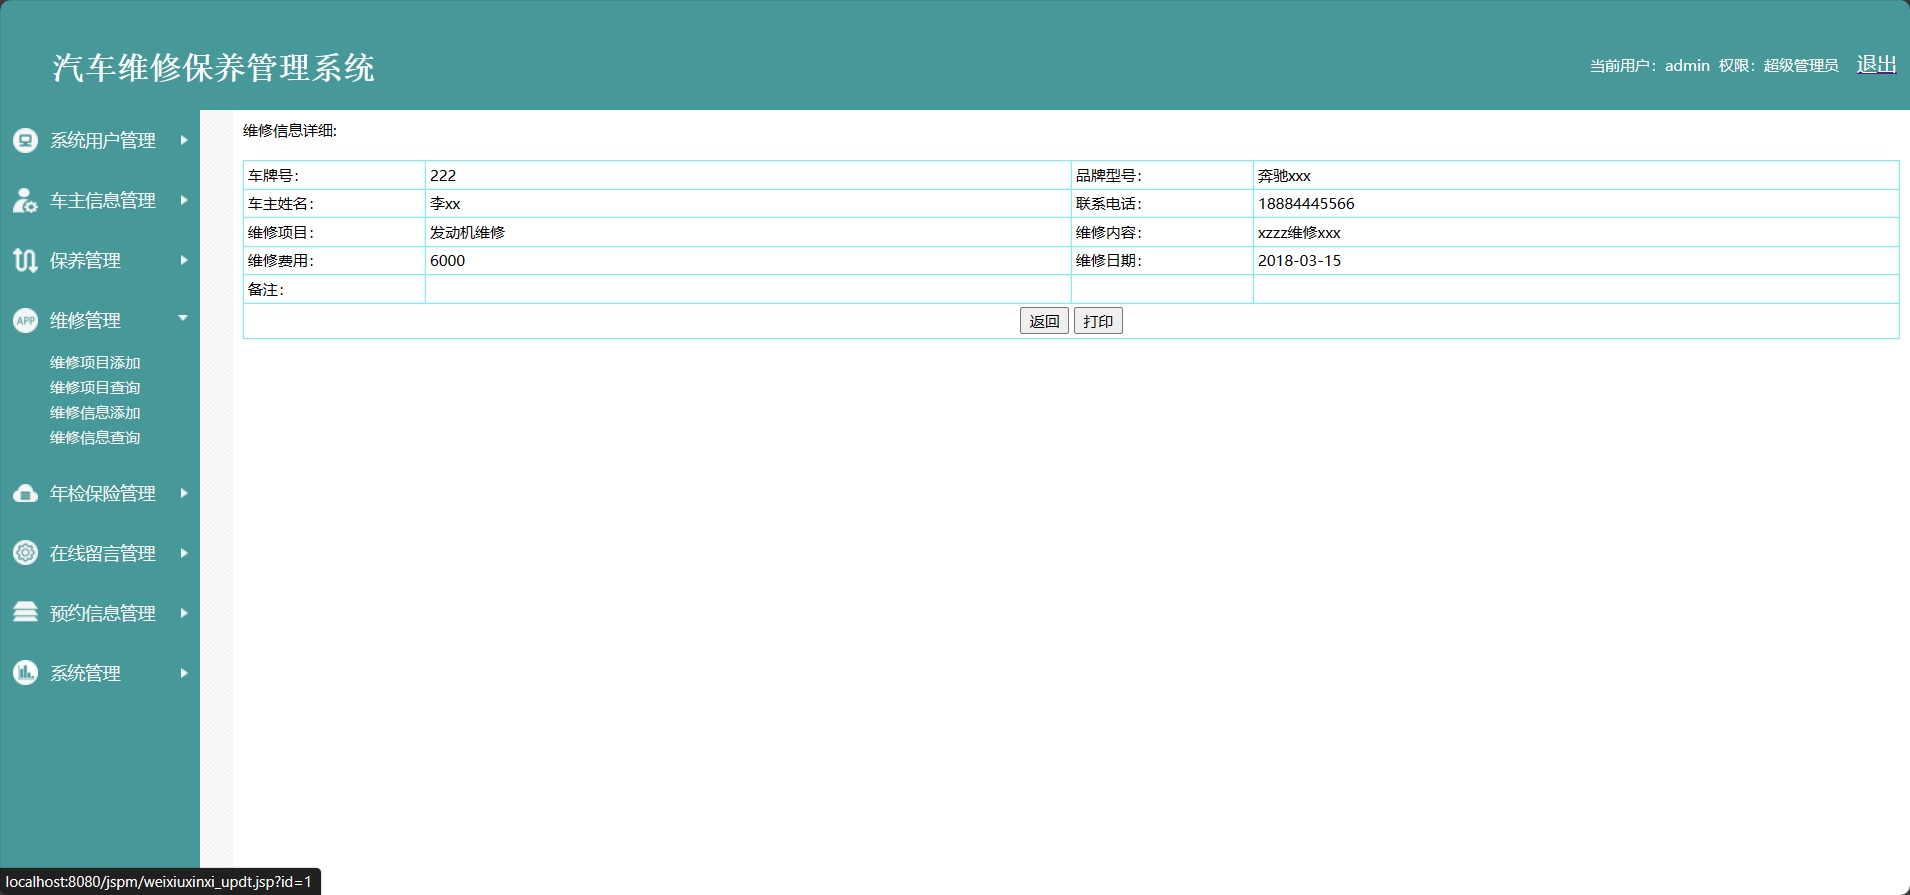 汽车维修保养管理系统
当前用户：admin 权限：超级管理员 退出
系统用户管理
车主信息管理
保养管理
APP 维修管理
维修项目添加
维修项目查询
维修信息添加
维修信息查询
年检保险管理
在线留言管理
预约信息管理
系统管理
维修信息详细:
车牌号： 222 品牌型号： 奔驰xxx
车主姓名： 李xx 联系电话： 18884445566
维修项目： 发动机维修 维修内容： xzzz维修xxx
维修费用： 6000 维修日期： 2018-03-15
备注：
返回 打印
localhost:8080/jspm/weixiuxinxi_updt.jsp?id=1